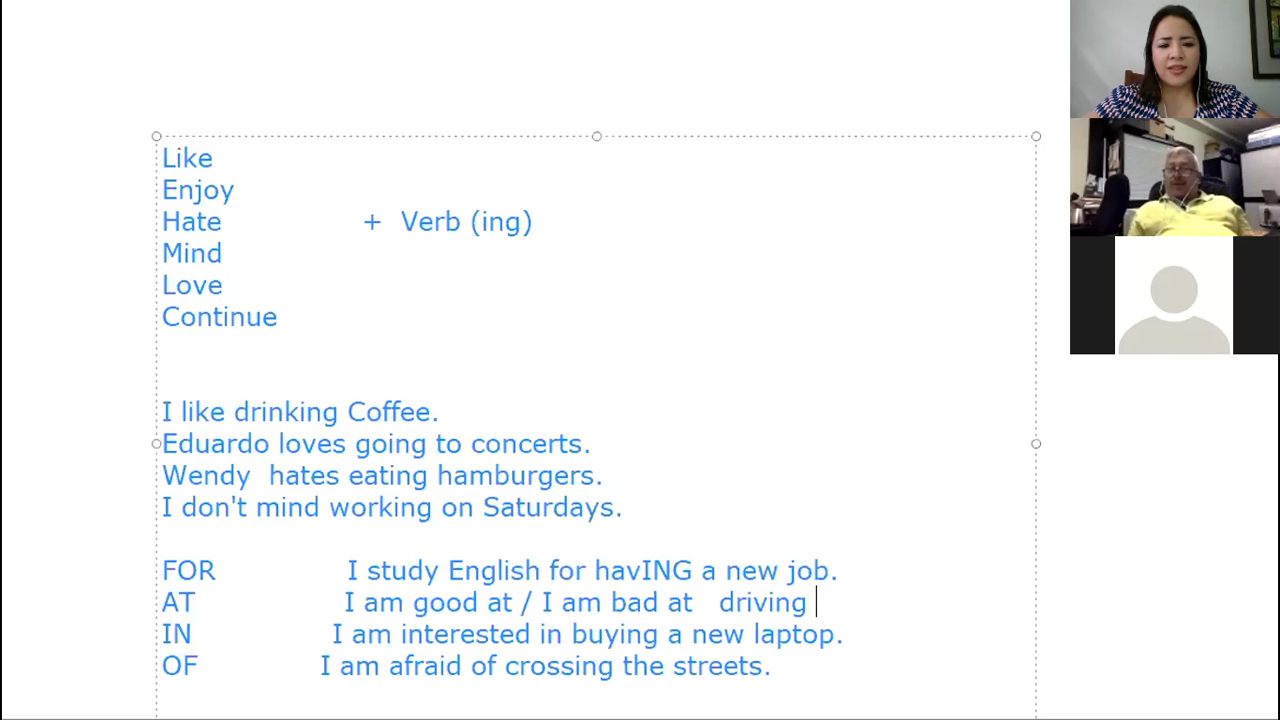 Like
Enjoy
Hate + Verb (ing)
Mind
Love
Continue
I like drinking Coffee.
Eduardo loves going to concerts.
Wendy hates eating hamburgers.
I don't mind working on Saturdays.
FOR I study English for havING a new job.
AT I am good at / I am bad at driving
IN I am interested in buying a new laptop.
OF I am afraid of crossing the streets.